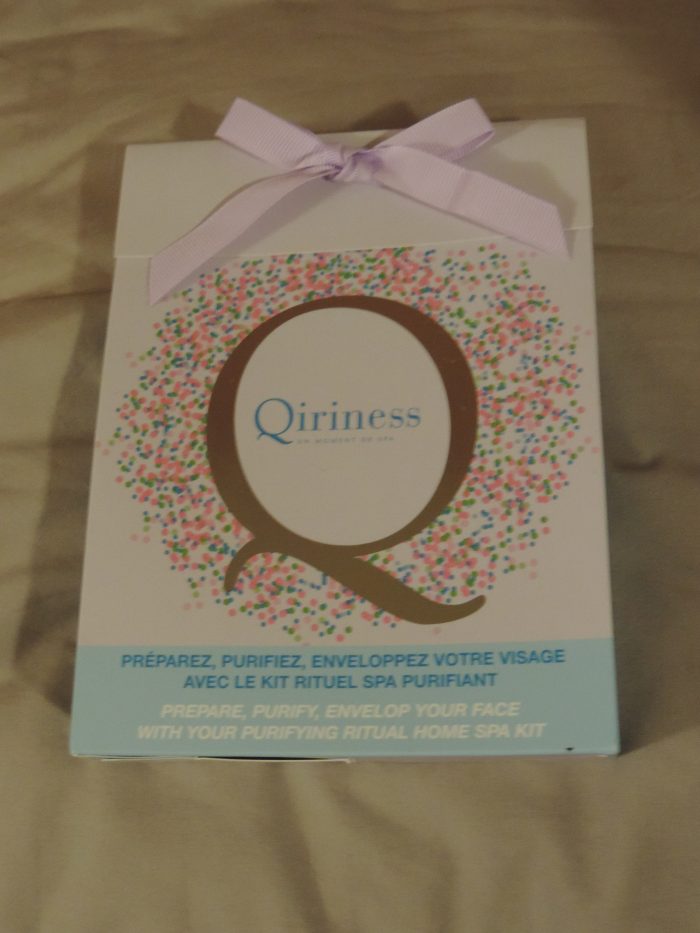 Q
Qiriness
UN MOMENT DE SPA
PRÉPAREZ, PURIFIEZ, ENVELOPPEZ VOTRE VISAGE
AVEC LE KIT RITUEL SPA PURIFIANT
PREPARE, PURIFY, ENVELOP YOUR FACE
WITH YOUR PURIFYING RITUAL HOME SPA KIT